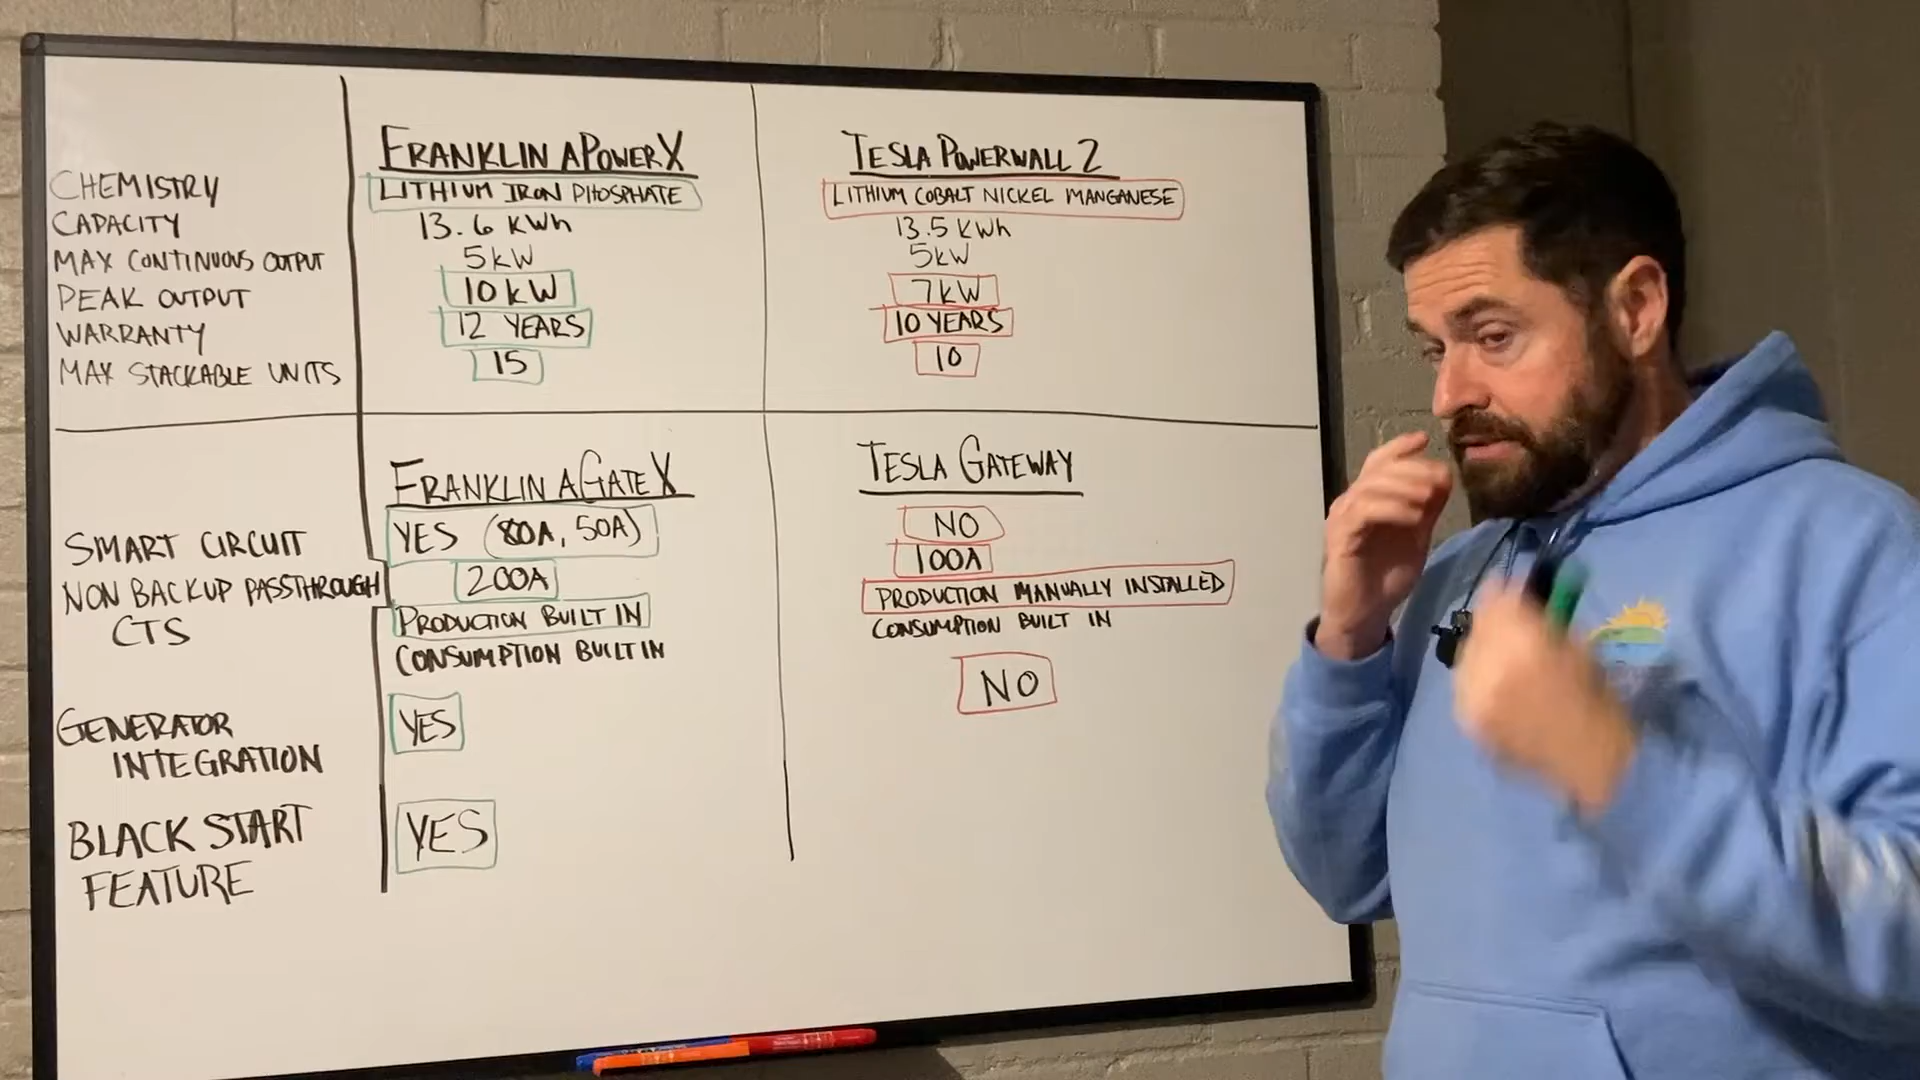 FRANKLIN APOWER X
TESLA POWERWALL 2
CHEMISTRY
LITHIUM IRON PHOSPHATE
LITHIUM COBALT NICKEL MANGANESE
CAPACITY
13.6 KWh
13.5 KWh
MAX CONTINUOUS OUTPUT
5KW
5KW
PEAK OUTPUT
10 KW
7KW
WARRANTY
12 YEARS
10 YEARS
MAX STACKABLE UNITS
15
10
FRANKLIN AGATE X
TESLA GATEWAY
SMART CIRCUIT
YES (80A, 50A)
NO
NON BACKUP PASSTHROUGH
200A
100A
CTS
PRODUCTION BUILT IN
CONSUMPTION BUILT IN
PRODUCTION MANUALLY INSTALLED
CONSUMPTION BUILT IN
GENERATOR
INTEGRATION
YES
NO
BLACK START
FEATURE
YES